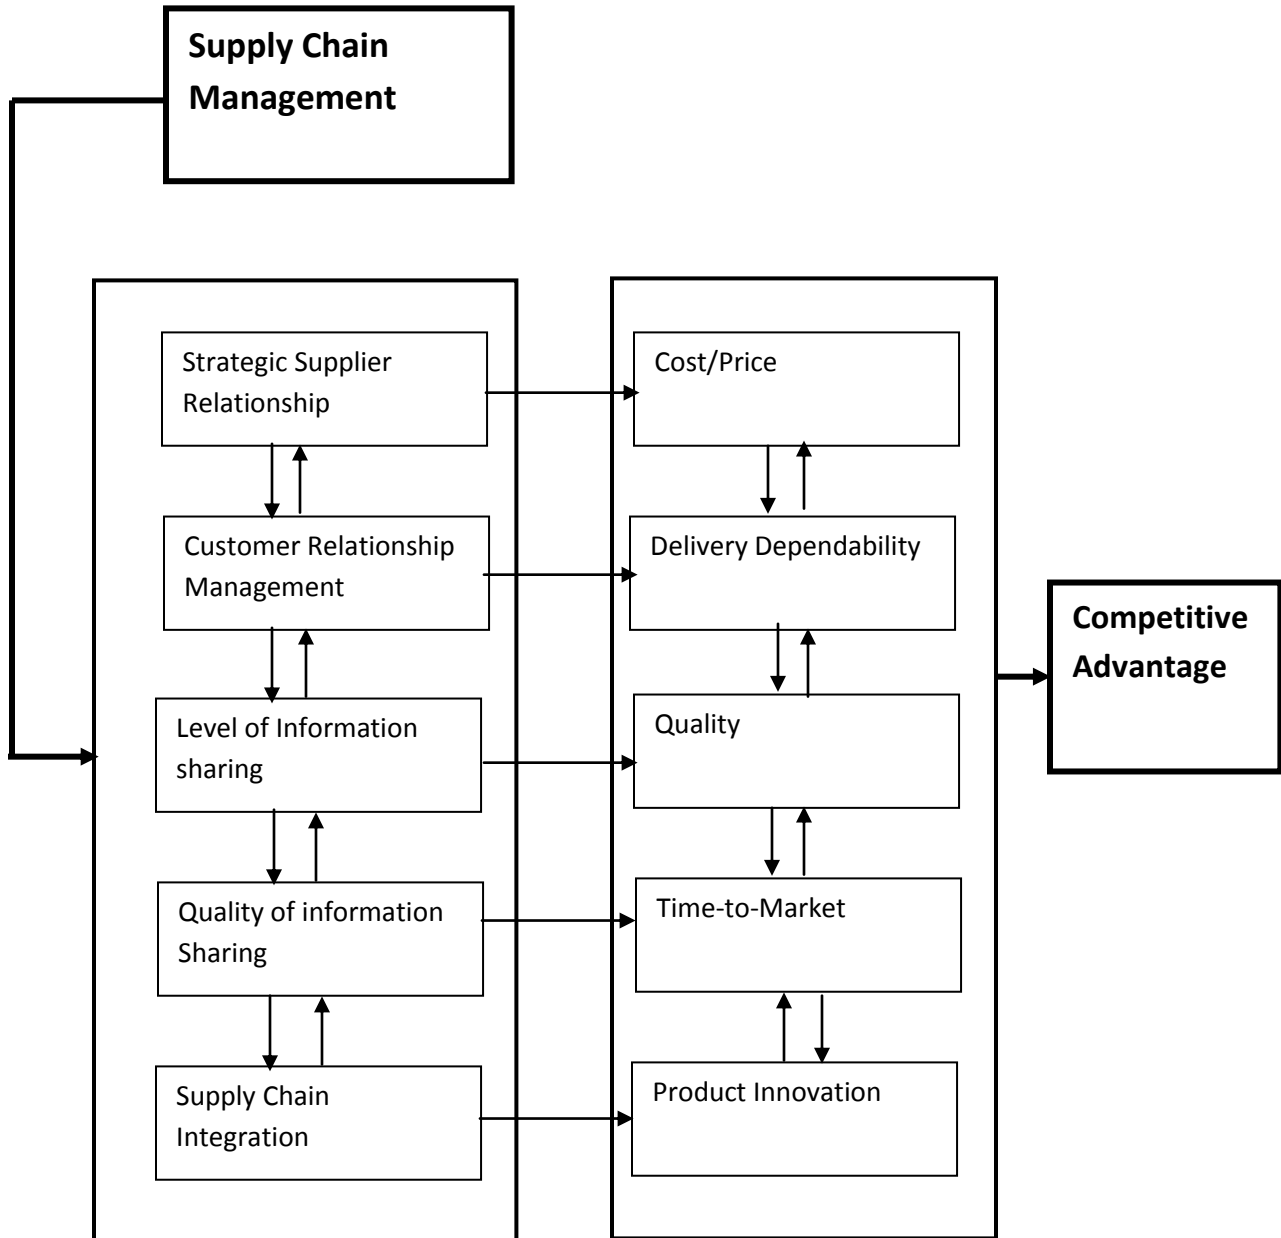 Supply Chain
Management
Strategic Supplier
Relationship
Customer Relationship
Management
Level of Information
sharing
Quality of information
Sharing
Supply Chain
Integration
Cost/Price
Delivery Dependability
Quality
Time-to-Market
Product Innovation
Competitive
Advantage